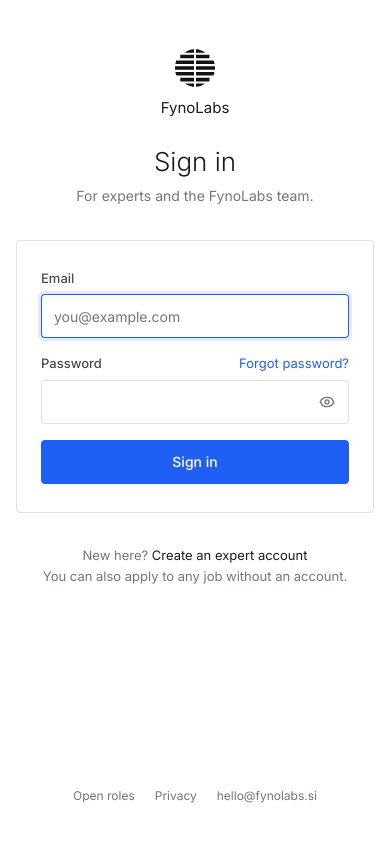 FynoLabs
Sign in
For experts and the FynoLabs team.
Email
you@example.com
Password Forgot password?
Sign in
New here? Create an expert account
You can also apply to any job without an account.
Open roles Privacy hello@fynolabs.si